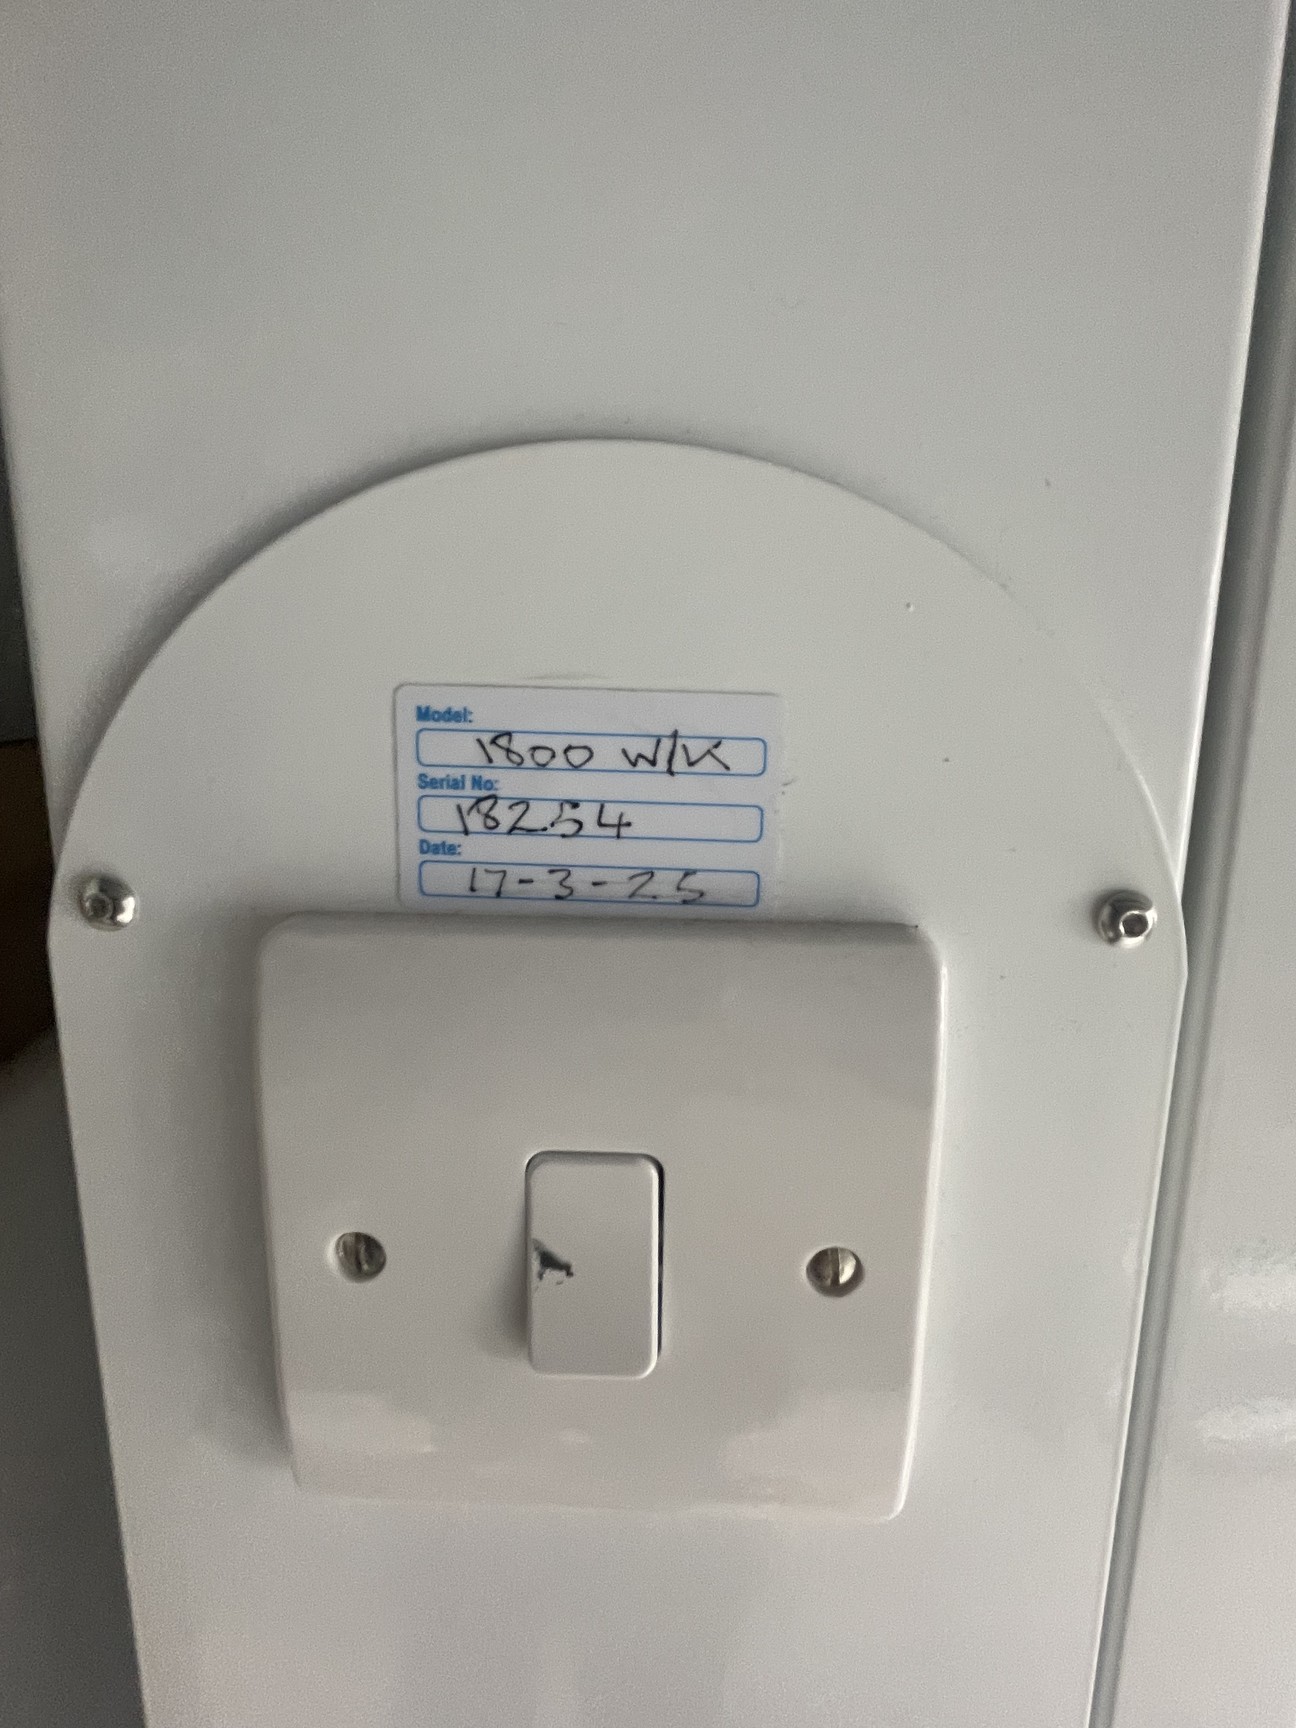 Model:
1800 W/K
Serial No:
18254
Date:
17-3-25